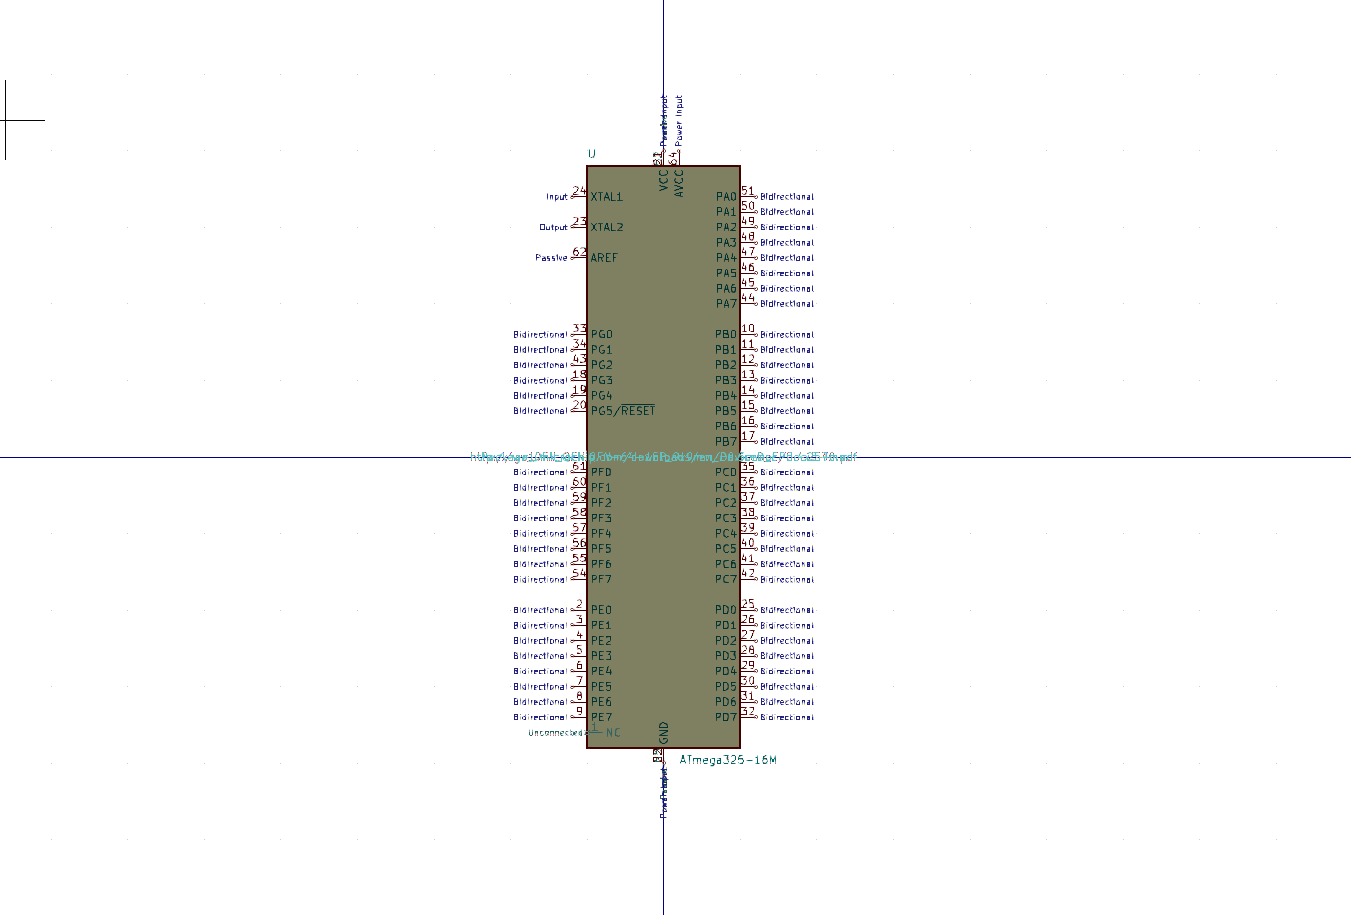 Power Input
U
64
VCC
AVCC
Input 24 XTAL1 PA0 51 Bidirectional
PA1 50 Bidirectional
Output 23 XTAL2 PA2 49 Bidirectional
PA3 48 Bidirectional
Passive 62 AREF PA4 47 Bidirectional
PA5 46 Bidirectional
PA6 45 Bidirectional
PA7 44 Bidirectional
Bidirectional 33 PG0 PB0 10 Bidirectional
Bidirectional 34 PG1 PB1 11 Bidirectional
Bidirectional 43 PG2 PB2 12 Bidirectional
Bidirectional 18 PG3 PB3 13 Bidirectional
Bidirectional 19 PG4 PB4 14 Bidirectional
Bidirectional 20 PG5/RESET PB5 15 Bidirectional
PB6 16 Bidirectional
PB7 17 Bidirectional
Bidirectional 61 PF0 PC0 35 Bidirectional
Bidirectional 60 PF1 PC1 36 Bidirectional
Bidirectional 59 PF2 PC2 37 Bidirectional
Bidirectional 58 PF3 PC3 38 Bidirectional
Bidirectional 57 PF4 PC4 39 Bidirectional
Bidirectional 56 PF5 PC5 40 Bidirectional
Bidirectional 55 PF6 PC6 41 Bidirectional
Bidirectional 54 PF7 PC7 42 Bidirectional
Bidirectional 2 PE0 PD0 25 Bidirectional
Bidirectional 3 PE1 PD1 26 Bidirectional
Bidirectional 4 PE2 PD2 27 Bidirectional
Bidirectional 5 PE3 PD3 28 Bidirectional
Bidirectional 6 PE4 PD4 29 Bidirectional
Bidirectional 7 PE5 PD5 30 Bidirectional
Bidirectional 8 PE6 PD6 31 Bidirectional
Bidirectional 9 PE7 PD7 32 Bidirectional
Unconnected 1 NC
GND
ATmega325-16M